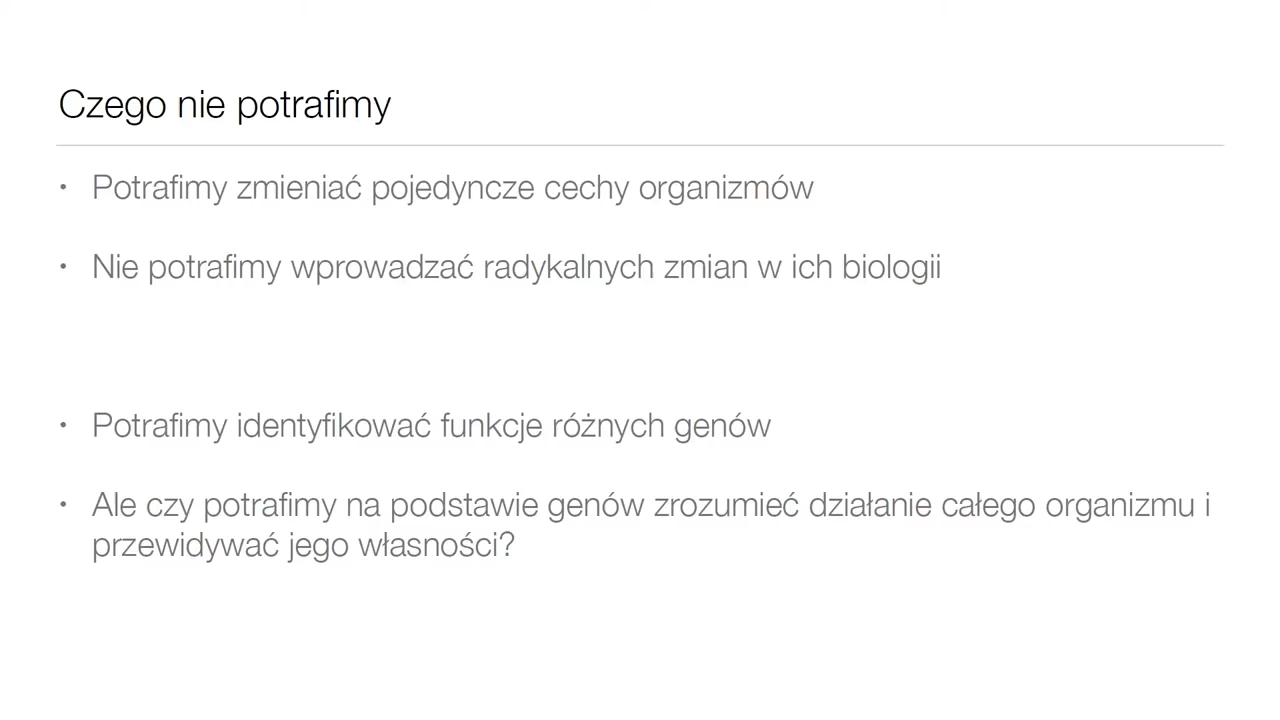 Czego nie potrafimy
• Potrafimy zmieniać pojedyncze cechy organizmów
• Nie potrafimy wprowadzać radykalnych zmian w ich biologii
• Potrafimy identyfikować funkcje różnych genów
• Ale czy potrafimy na podstawie genów zrozumieć działanie całego organizmu i
przewidywać jego własności?